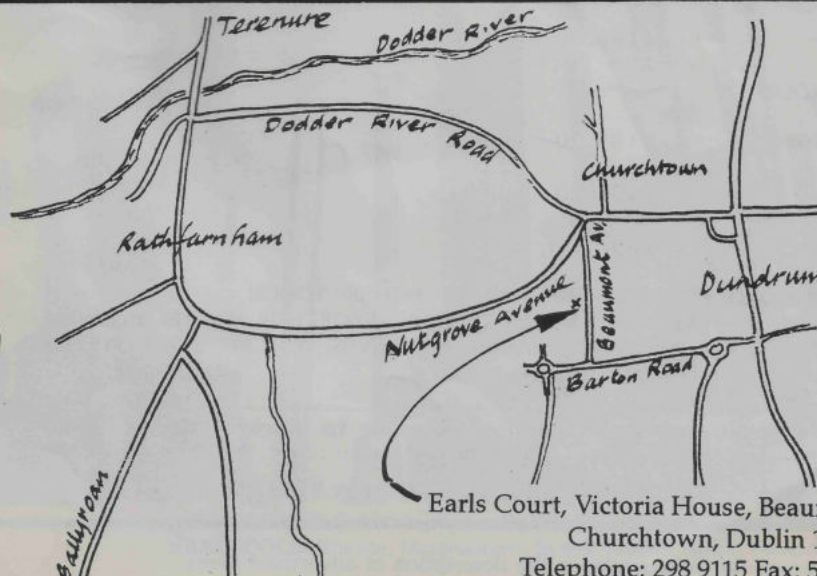 Terenure
Dodder River
Dodder River Road
Churchtown
Rathfarnham
Dundrum
Nutgrove Avenue
x
Beaumont Av.
Barton Road
Ballyroan
Earls Court, Victoria House, Beau
Churchtown, Dublin 1
Telephone: 298 9115 Fax: 5